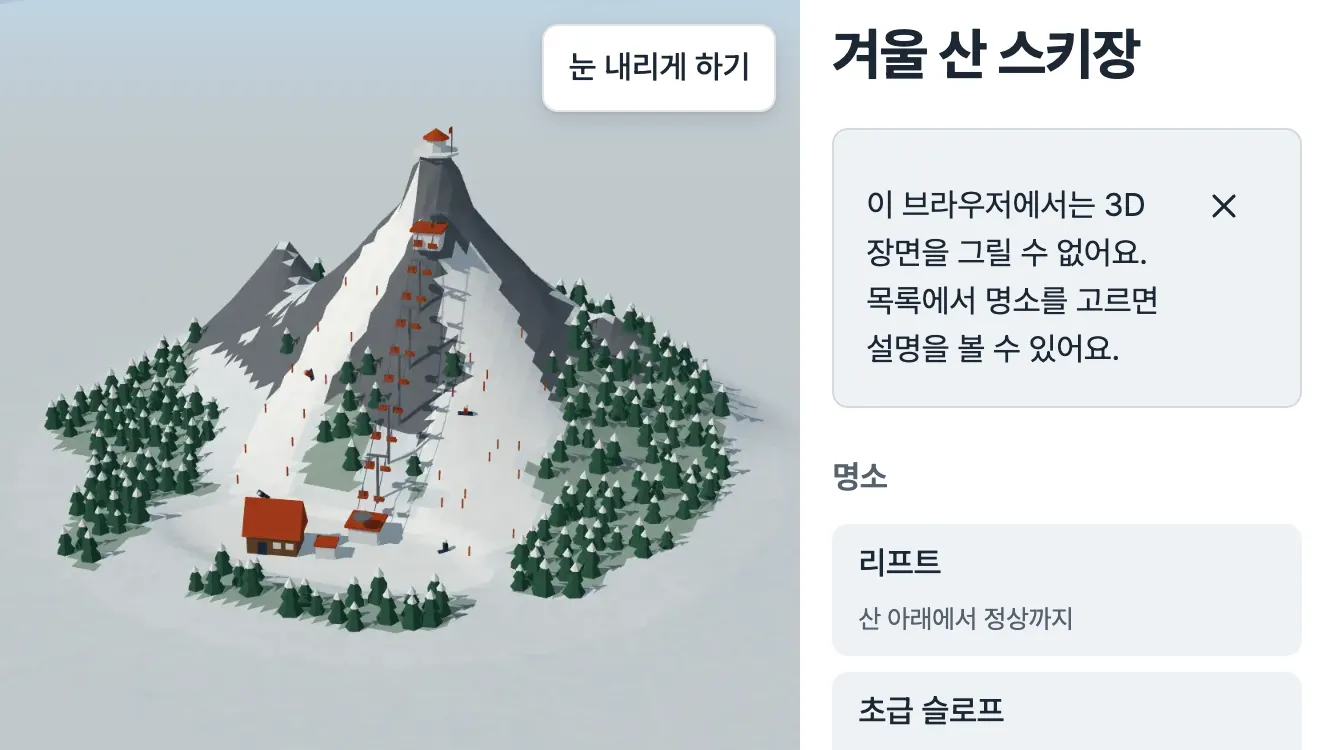 눈 내리게 하기
겨울 산 스키장
이 브라우저에서는 3D
장면을 그릴 수 없어요.
목록에서 명소를 고르면
설명을 볼 수 있어요.
명소
리프트
산 아래에서 정상까지
초급 슬로프